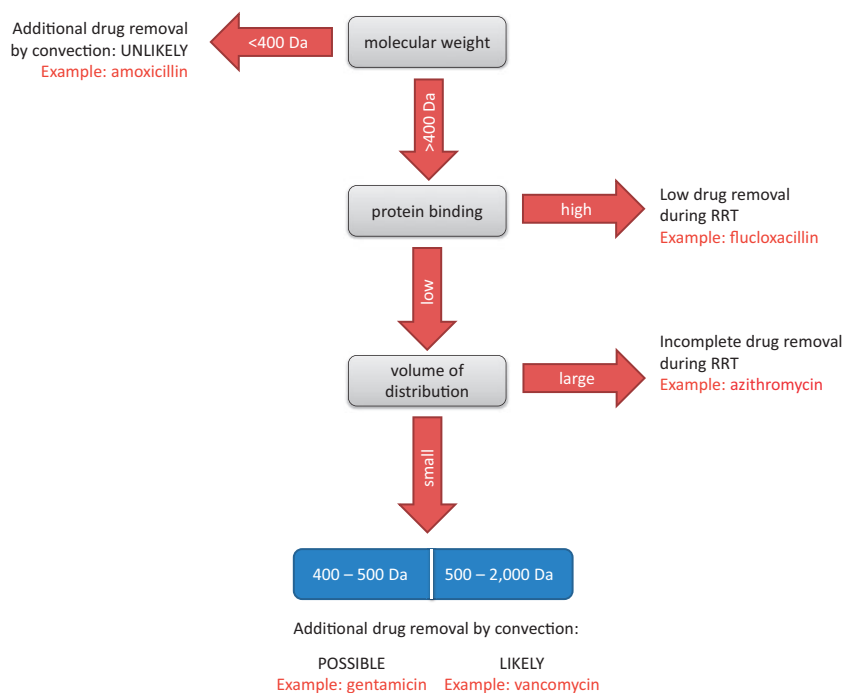 Additional drug removal
by convection: UNLIKELY
Example: amoxicillin
<400 Da
molecular weight
>400 Da
protein binding
high
Low drug removal
during RRT
Example: flucloxacillin
low
volume of
distribution
large
Incomplete drug removal
during RRT
Example: azithromycin
small
400 – 500 Da
500 – 2,000 Da
Additional drug removal by convection:
POSSIBLE
Example: gentamicin
LIKELY
Example: vancomycin